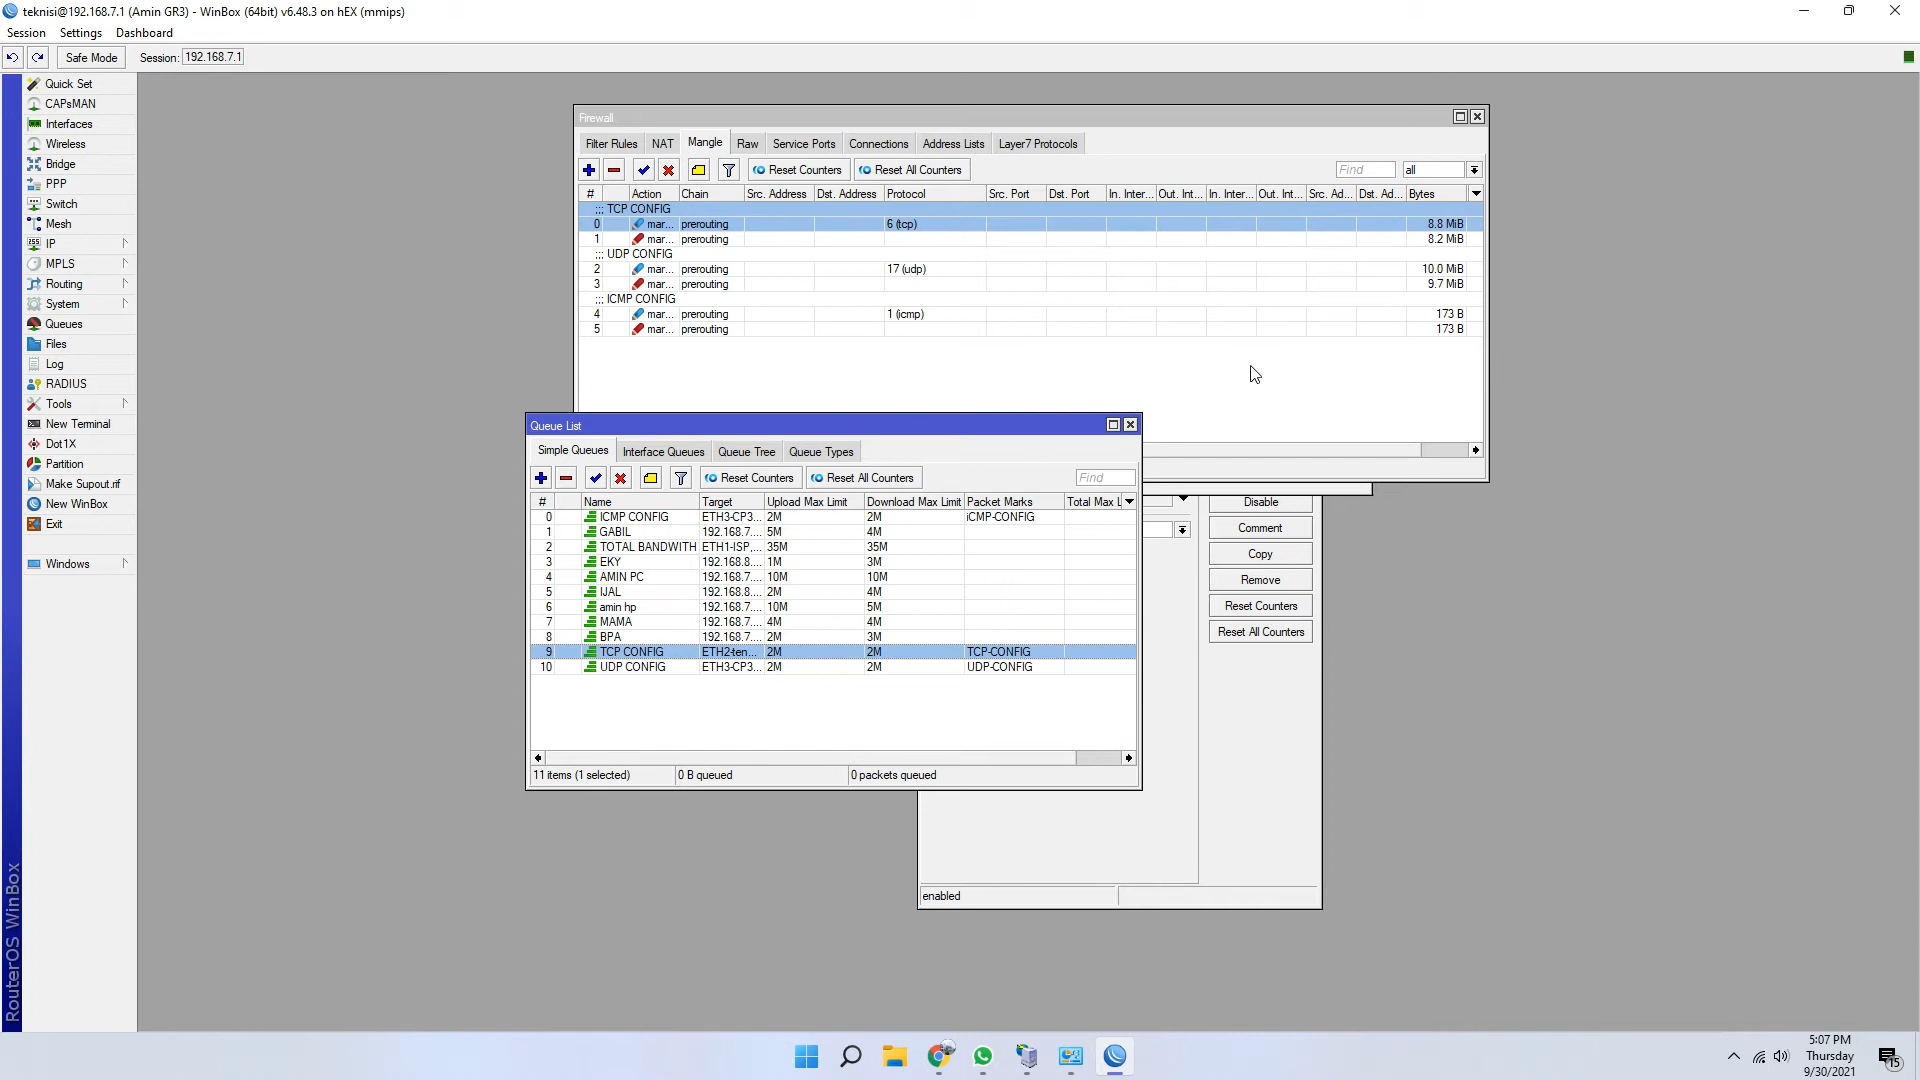 teknisi@192.168.7.1 (Amin GR3) - WinBox (64bit) v6.48.3 on hEX (mmips)
Session Settings Dashboard
Safe Mode Session: 192.168.7.1
Quick Set
CAPsMAN
Interfaces
Wireless
Bridge
PPP
Switch
Mesh
IP
MPLS
Routing
System
Queues
Files
Log
RADIUS
Tools
New Terminal
Dot1X
Partition
Make Supout.rif
New WinBox
Exit
Windows
RouterOS WinBox
Firewall
Filter Rules NAT Mangle Raw Service Ports Connections Address Lists Layer7 Protocols
Reset Counters Reset All Counters Find all
# Action Chain Src. Address Dst. Address Protocol Src. Port Dst. Port In. Inter... Out. Int... In. Inter... Out. Int... Src. Ad... Dst. Ad... Bytes
::: TCP CONFIG
0 mar... prerouting 6 (tcp) 8.8 MiB
1 mar... prerouting 8.2 MiB
::: UDP CONFIG
2 mar... prerouting 17 (udp) 10.0 MiB
3 mar... prerouting 9.7 MiB
::: ICMP CONFIG
4 mar... prerouting 1 (icmp) 173 B
5 mar... prerouting 173 B
Queue List
Simple Queues Interface Queues Queue Tree Queue Types
Reset Counters Reset All Counters Find
# Name Target Upload Max Limit Download Max Limit Packet Marks Total Max L
0 ICMP CONFIG ETH3-CP3... 2M 2M iCMP-CONFIG
1 GABIL 192.168.7.... 5M 4M
2 TOTAL BANDWITH ETH1-ISP,... 35M 35M
3 EKY 192.168.8.... 1M 3M
4 AMIN PC 192.168.7.... 10M 10M
5 IJAL 192.168.8.... 2M 4M
6 amin hp 192.168.7.... 10M 5M
7 MAMA 192.168.7.... 4M 4M
8 BPA 192.168.7.... 2M 3M
9 TCP CONFIG ETH2-ten... 2M 2M TCP-CONFIG
10 UDP CONFIG ETH3-CP3... 2M 2M UDP-CONFIG
11 items (1 selected) 0 B queued 0 packets queued
Disable
Comment
Copy
Remove
Reset Counters
Reset All Counters
enabled
5:07 PM
Thursday
9/30/2021
15